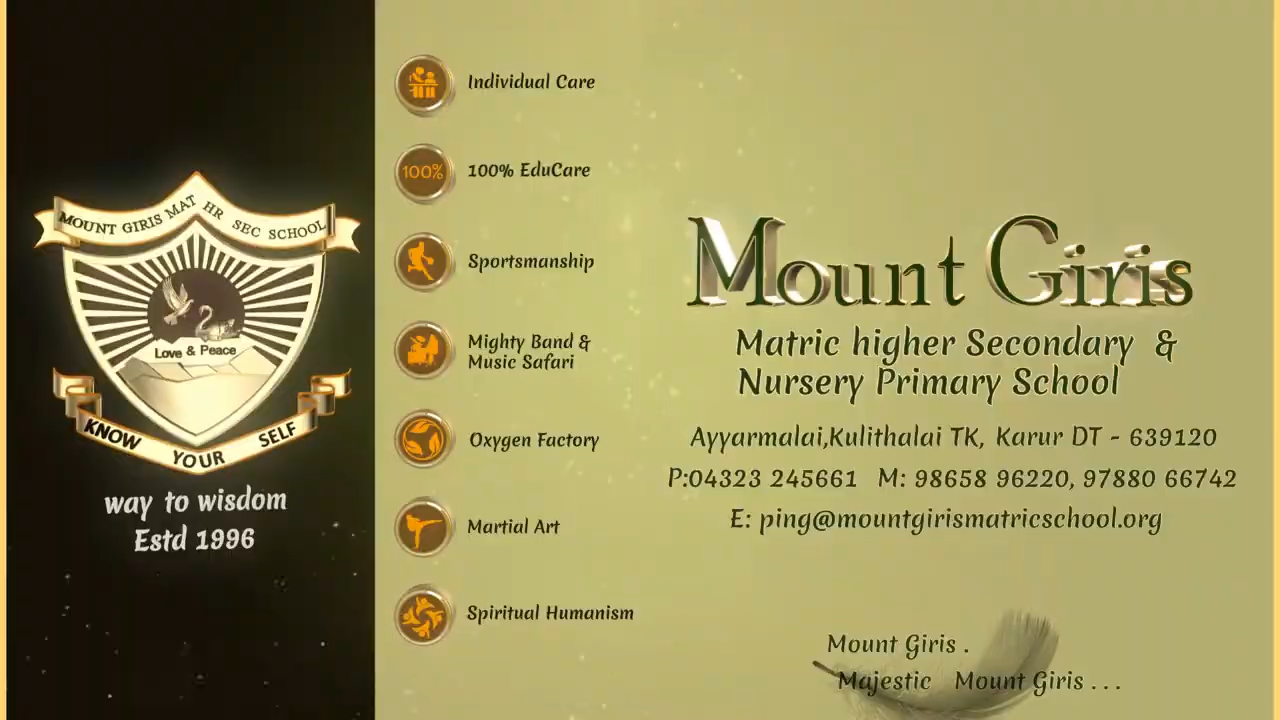 MOUNT GIRIS MAT HR SEC SCHOOL
Love & Peace
KNOW YOUR SELF
way to wisdom
Estd 1996
Individual Care
100%
100% EduCare
Sportsmanship
Mighty Band &
Music Safari
Oxygen Factory
Martial Art
Spiritual Humanism
Mount Giris
Matric higher Secondary &
Nursery Primary School
Ayyarmalai,Kulithalai TK, Karur DT - 639120
P:04323 245661 M: 98658 96220, 97880 66742
E: ping@mountgirismatricschool.org
Mount Giris .
Majestic Mount Giris . . .